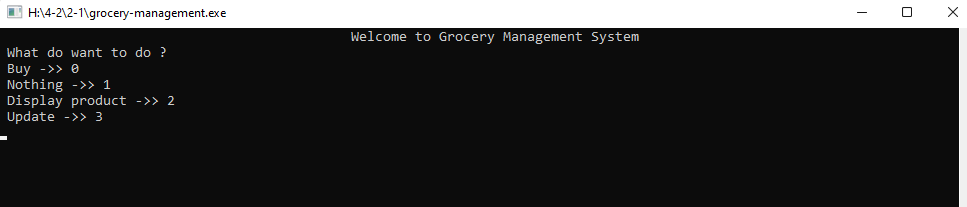 H:\4-2\2-1\grocery-management.exe
Welcome to Grocery Management System
What do want to do ?
Buy ->> 0
Nothing ->> 1
Display product ->> 2
Update ->> 3